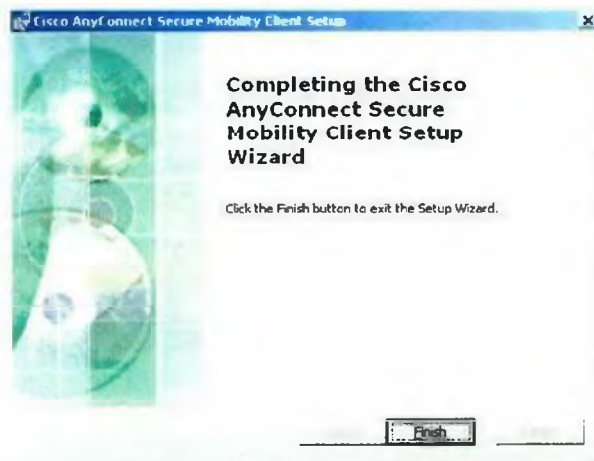 Cisco AnyConnect Secure Mobility Client Setup
Completing the Cisco
AnyConnect Secure
Mobility Client Setup
Wizard
Click the Finish button to exit the Setup Wizard.
Finish